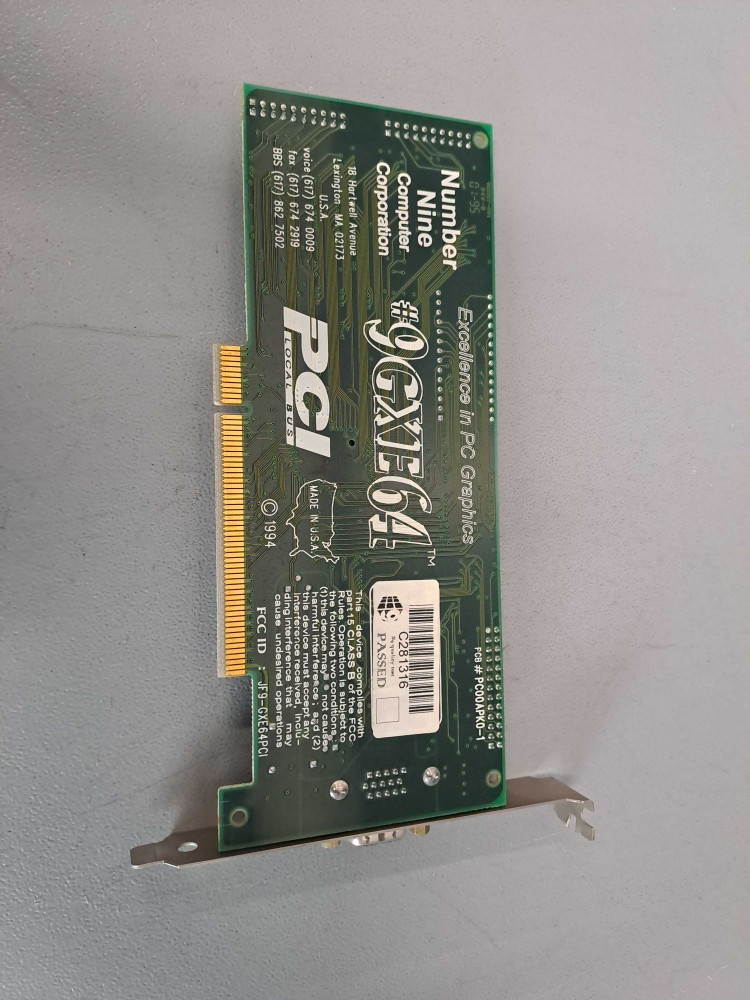 Number
Nine
Computer
Corporation
18 Hartwell Avenue
Lexington MA 02173
U.S.A.
voice (617) 674 0009
fax (617) 674 2919
BBS (617) 862 7502
Excellence in PC Graphics
#9GXE64™
PCI
LOCAL BUS
MADE IN U.S.A.
© 1994
PCB # PC00APK0-1
C281316
PASSED
This device complies with
part 15 CLASS B of the FCC
Rules. Operation is subject to
the following two conditions.
(1) this device may not cause
harmful interference; and (2)
this device must accept any
interference received, inclu-
ding interference that may
cause undesired operations
FCC ID JF9-GXE64PCI